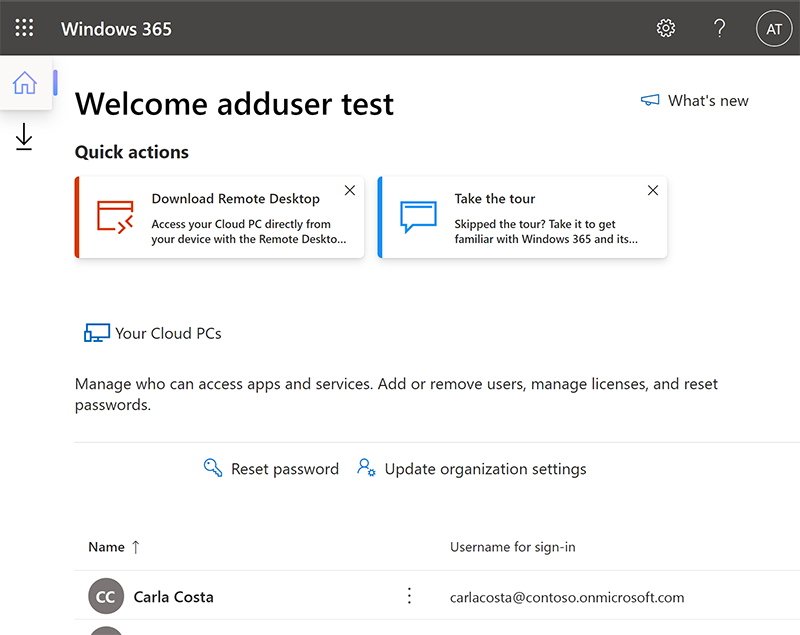 Windows 365
?
AT
Welcome adduser test
What's new
Quick actions
Download Remote Desktop
Access your Cloud PC directly from
your device with the Remote Deskto...
Take the tour
Skipped the tour? Take it to get
familiar with Windows 365 and its...
Your Cloud PCs
Manage who can access apps and services. Add or remove users, manage licenses, and reset
passwords.
Reset password
Update organization settings
Name ↑
Username for sign-in
CC
Carla Costa
carlacosta@contoso.onmicrosoft.com